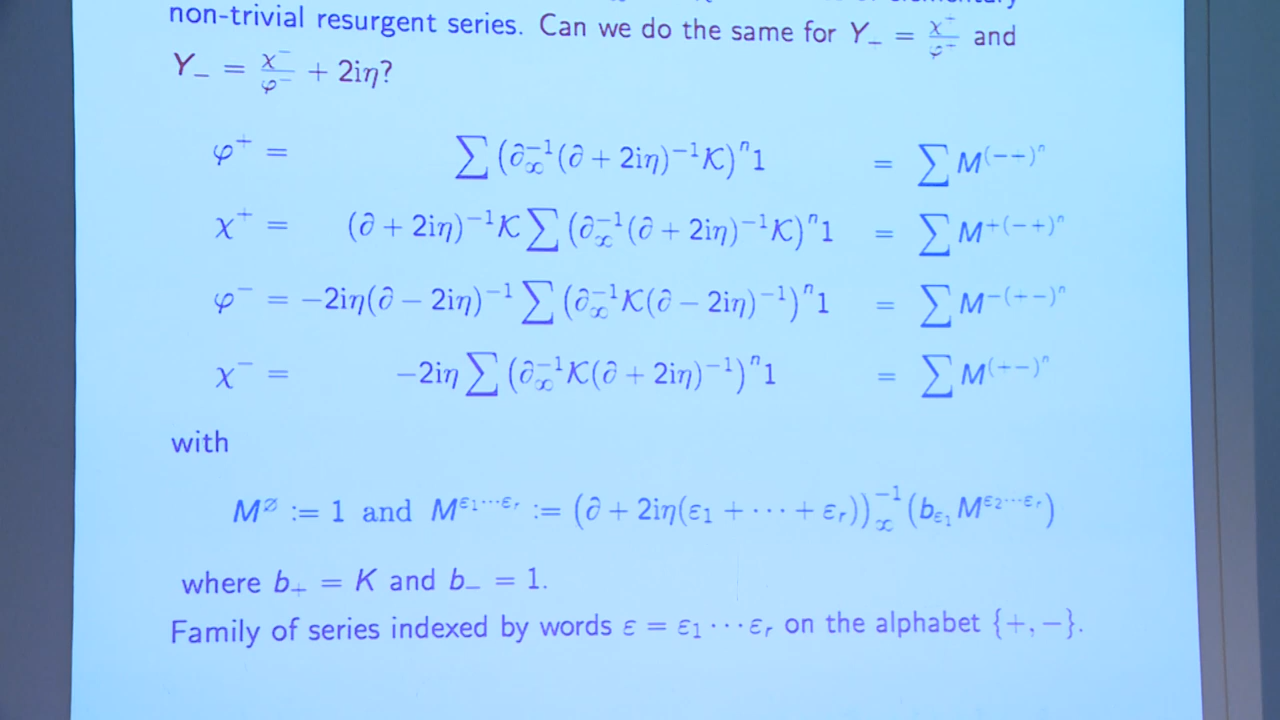 non-trivial resurgent series. Can we do the same for Y₋ = χ⁻/φ⁻ and
Y₋ = χ⁻/φ⁻ + 2iη?
φ⁺ = ∑ (∂∞⁻¹(∂ + 2iη)⁻¹K)ⁿ1 = ∑ M^(−+)ⁿ
χ⁺ = (∂ + 2iη)⁻¹K ∑ (∂∞⁻¹(∂ + 2iη)⁻¹K)ⁿ1 = ∑ M^+(−+)ⁿ
φ⁻ = −2iη(∂ − 2iη)⁻¹ ∑ (∂∞⁻¹K(∂ − 2iη)⁻¹)ⁿ1 = ∑ M^−(+−)ⁿ
χ⁻ = −2iη ∑ (∂∞⁻¹K(∂ + 2iη)⁻¹)ⁿ1 = ∑ M^(+−)ⁿ
with
M^∅ := 1 and M^ε₁⋯εᵣ := (∂ + 2iη(ε₁ + ⋯ + εᵣ))∞⁻¹(b_ε₁ M^ε₂⋯εᵣ)
where b₊ = K and b₋ = 1.
Family of series indexed by words ε = ε₁ ⋯ εᵣ on the alphabet {+, −}.